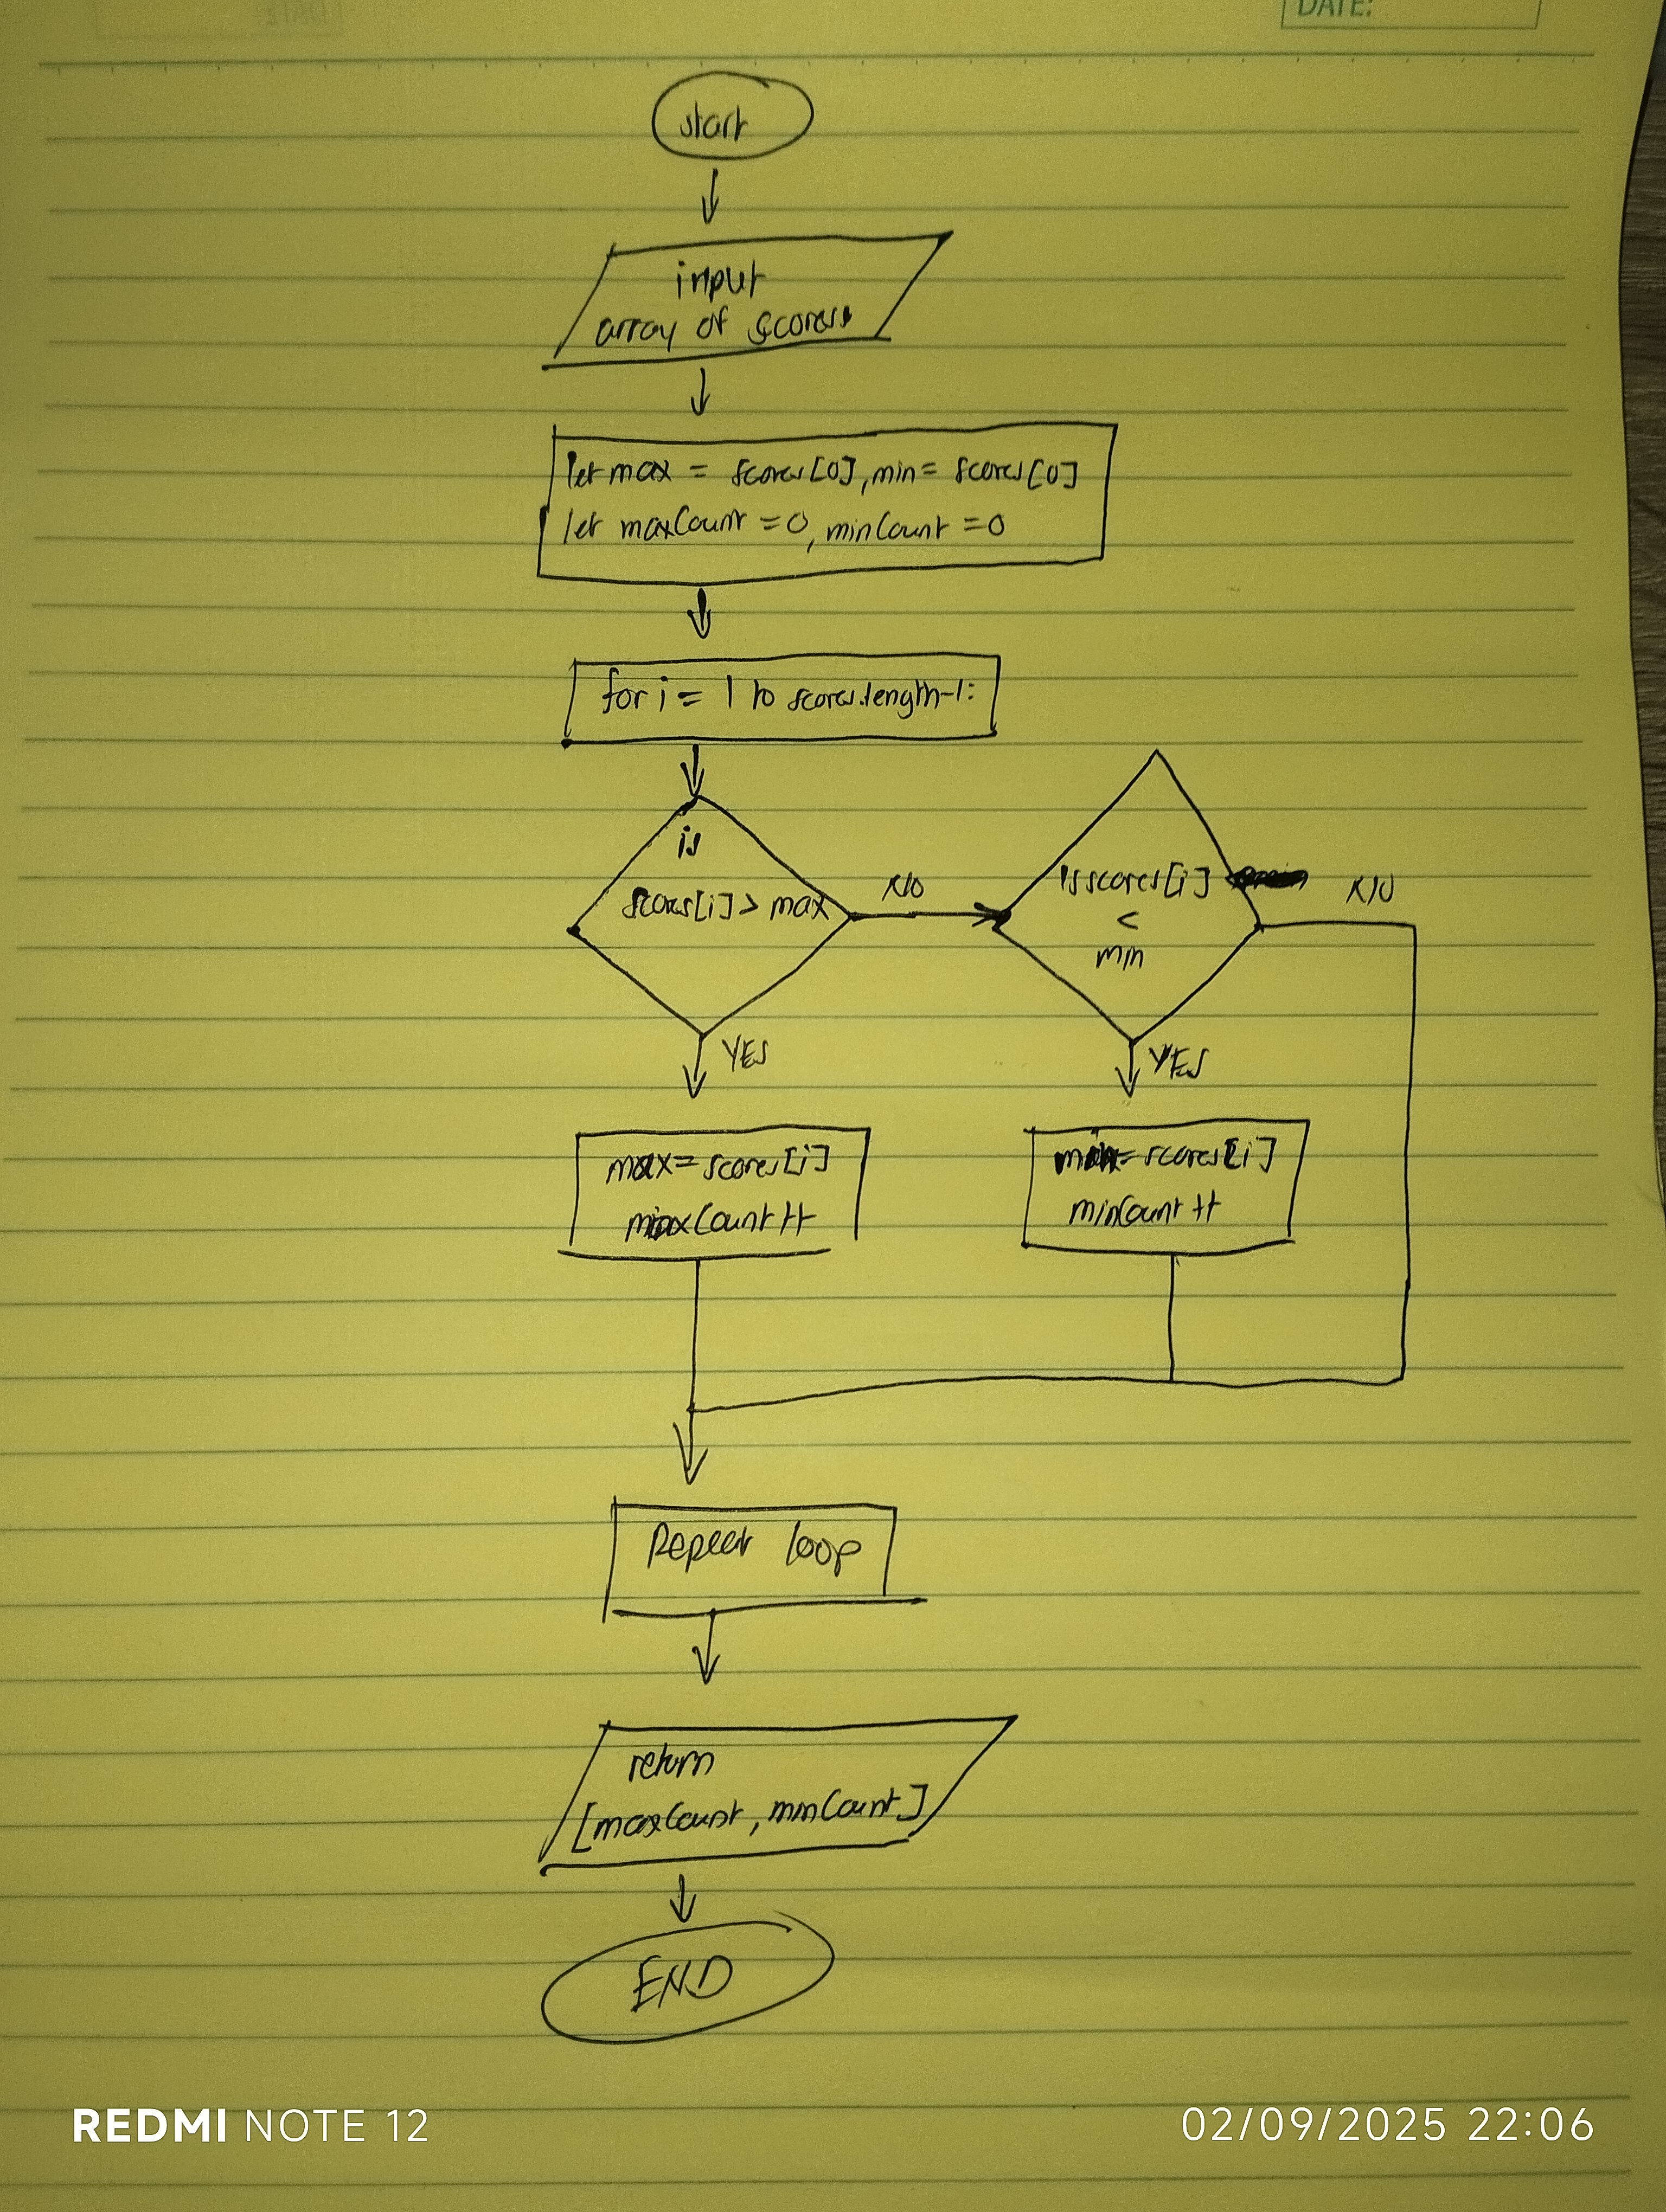 DATE:
start
input
array of scores
let max = scores[0], min = scores[0]
let maxCount = 0, minCount = 0
for i = 1 to scores.length-1:
is
scores[i] > max
NO
Is scores[i]
<
min
NO
YES
YES
max = scores[i]
maxCount++
min = scores[i]
minCount++
Repeat loop
return
[maxCount, minCount]
END
REDMI NOTE 12
02/09/2025 22:06